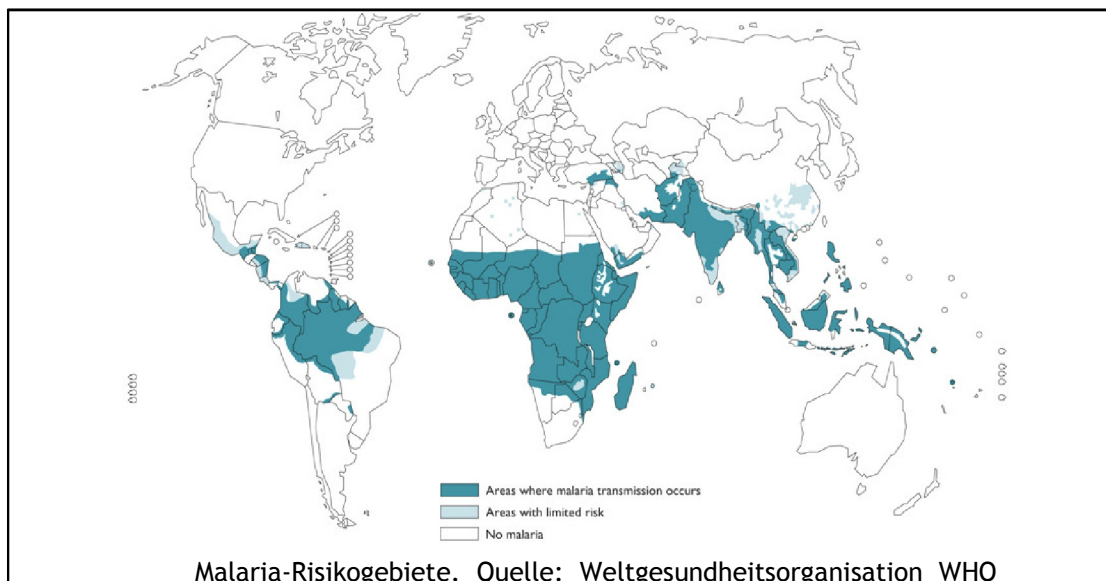 Areas where malaria transmission occurs
Areas with limited risk
No malaria
Malaria-Risikogebiete. Quelle: Weltgesundheitsorganisation WHO